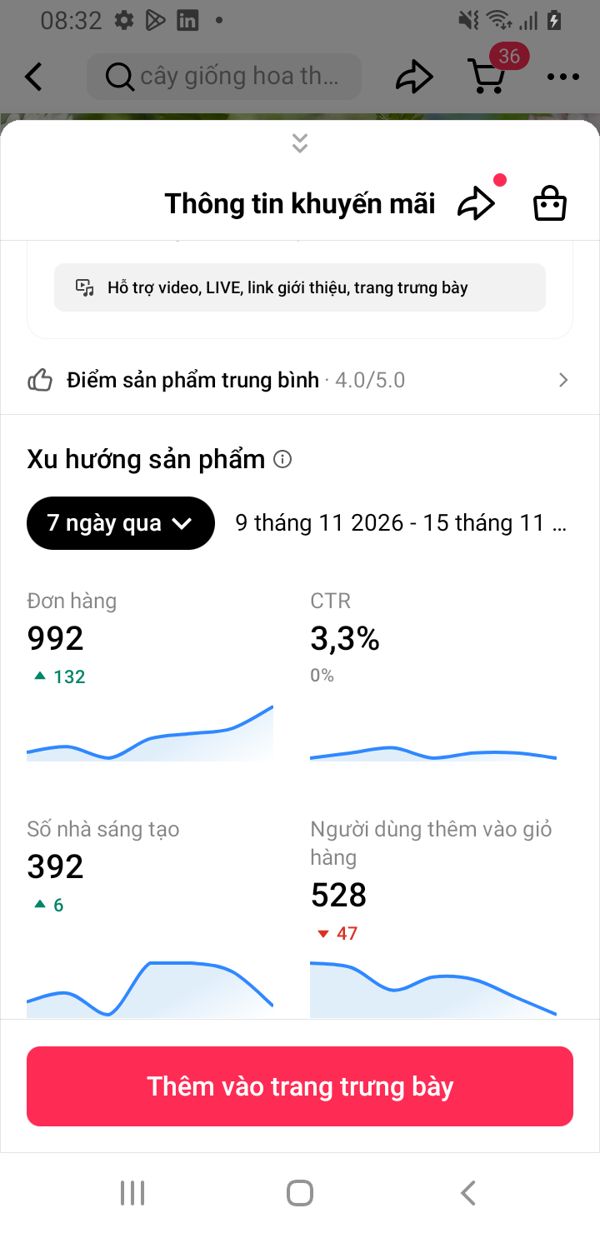 08:32
36
cây giống hoa th...
Thông tin khuyến mãi
Hỗ trợ video, LIVE, link giới thiệu, trang trưng bày
Điểm sản phẩm trung bình · 4.0/5.0
Xu hướng sản phẩm
7 ngày qua
9 tháng 11 2026 - 15 tháng 11 ...
Đơn hàng
992
132
CTR
3,3%
0%
Số nhà sáng tạo
392
6
Người dùng thêm vào giỏ
hàng
528
47
Thêm vào trang trưng bày